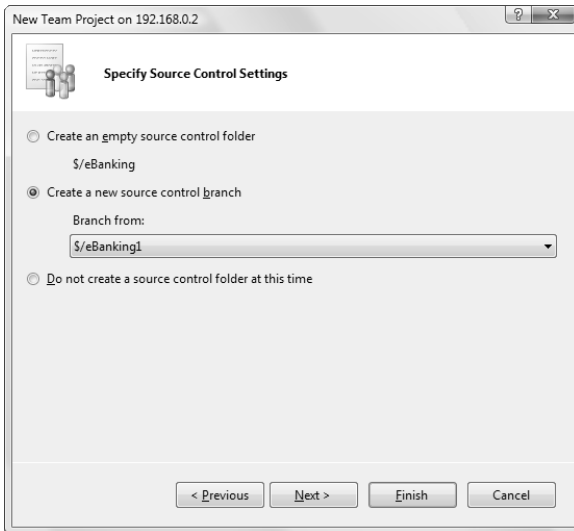 New Team Project on 192.168.0.2
Specify Source Control Settings
Create an empty source control folder
$/eBanking
Create a new source control branch
Branch from:
$/eBanking1
Do not create a source control folder at this time
< Previous Next > Finish Cancel